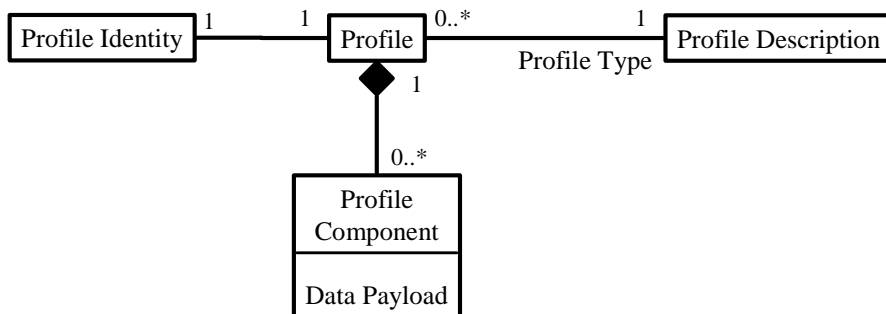 Profile Identity
1
1
Profile
0..*
1
Profile Description
Profile Type
1
0..*
Profile
Component
Data Payload